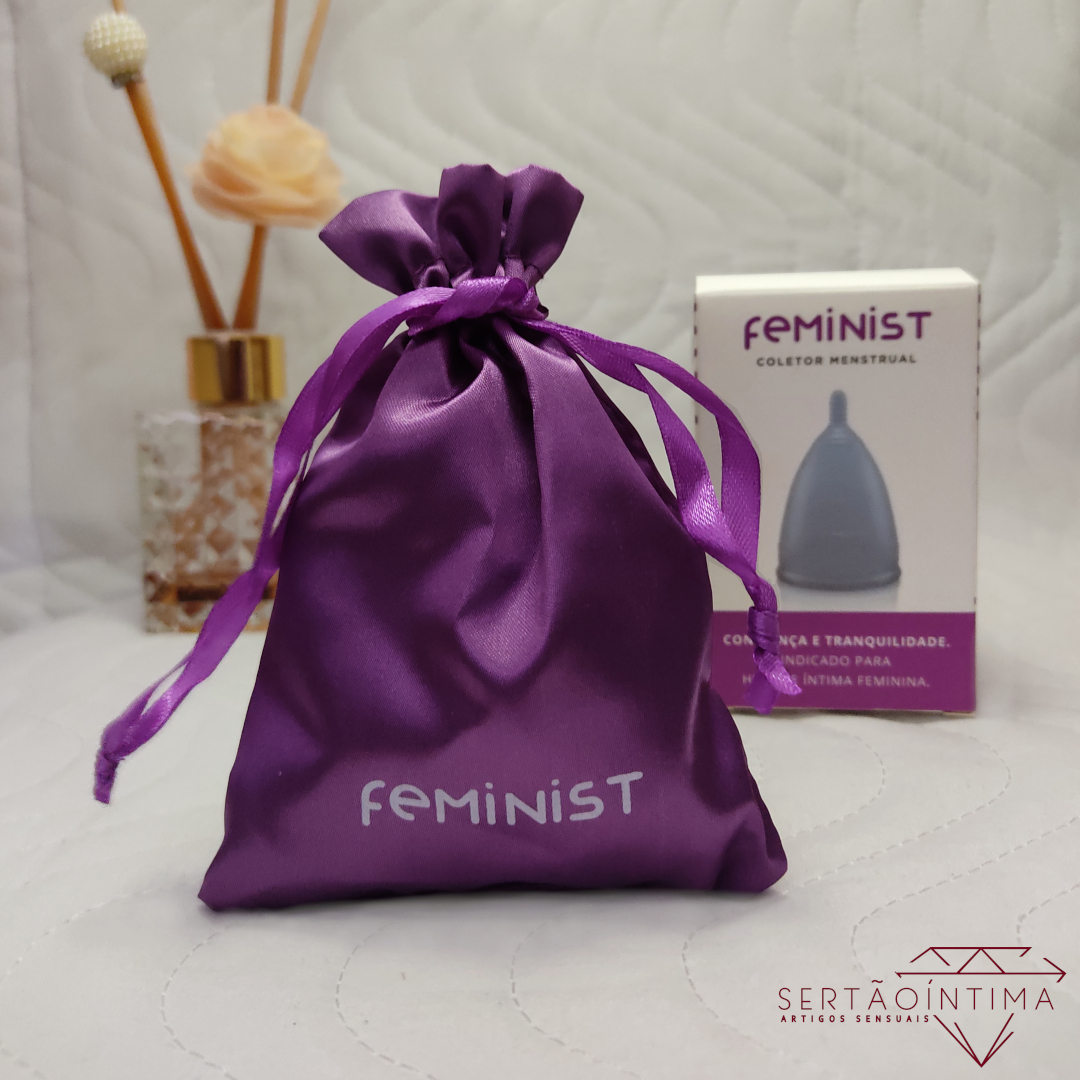 FEMINIST
COLETOR MENSTRUAL
E TRANQUILIDADE.
INDICADO PARA
ÍNTIMA FEMININA.
FEMINIST
SERTÃOÍNTIMA
ARTIGOS SENSUAIS